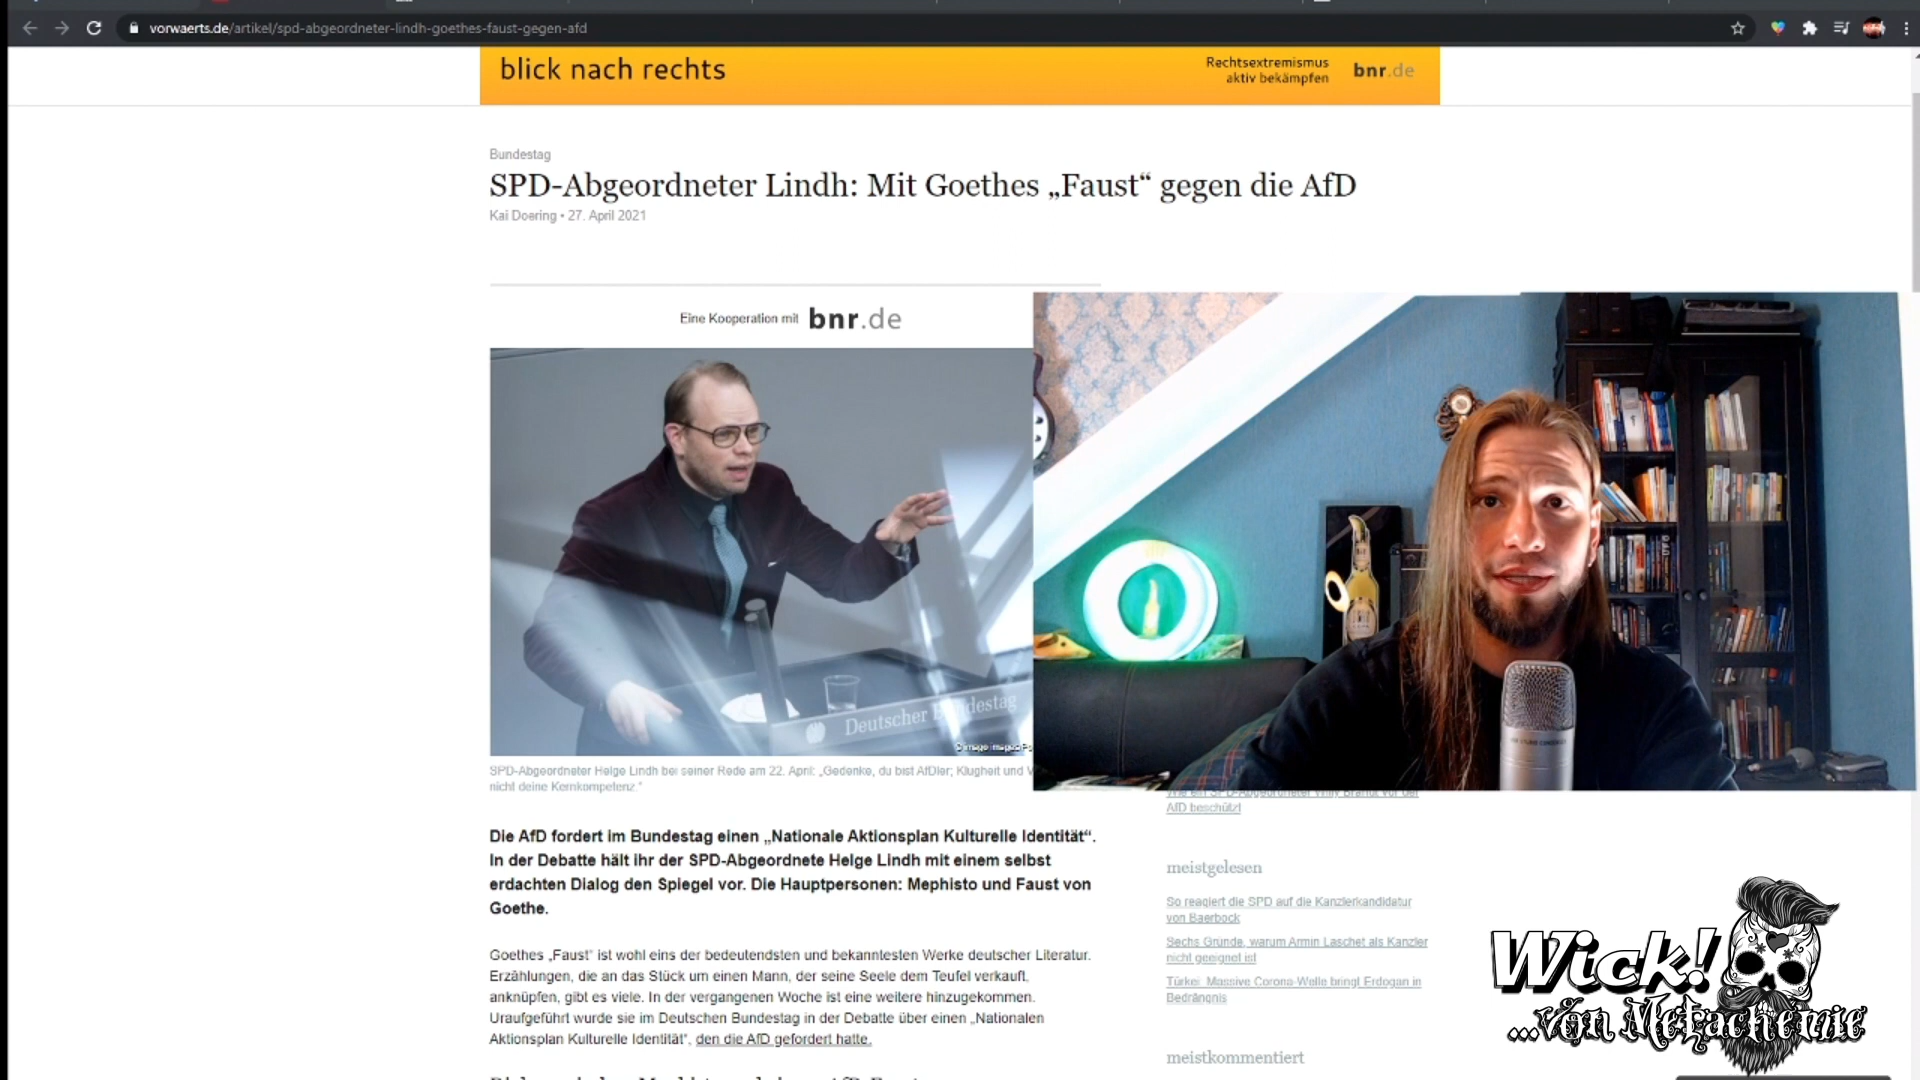 vorwaerts.de/artikel/spd-abgeordneter-lindh-goethes-faust-gegen-afd
blick nach rechts
Rechtsextremismus
aktiv bekämpfen
bnr.de
Bundestag
SPD-Abgeordneter Lindh: Mit Goethes „Faust“ gegen die AfD
Kai Doering • 27. April 2021
Eine Kooperation mit bnr.de
Deutscher Bundestag
SPD-Abgeordneter Helge Lindh bei seiner Rede am 22. April: „Gedenke, du bist AfDler; Klugheit und V
nicht deine Kernkompetenz.“
Die AfD fordert im Bundestag einen „Nationale Aktionsplan Kulturelle Identität“.
In der Debatte hält ihr der SPD-Abgeordnete Helge Lindh mit einem selbst
erdachten Dialog den Spiegel vor. Die Hauptpersonen: Mephisto und Faust von
Goethe.
Goethes „Faust“ ist wohl eins der bedeutendsten und bekanntesten Werke deutscher Literatur.
Erzählungen, die an das Stück um einen Mann, der seine Seele dem Teufel verkauft,
anknüpfen, gibt es viele. In der vergangenen Woche ist eine weitere hinzugekommen.
Uraufgeführt wurde sie im Deutschen Bundestag in der Debatte über einen „Nationalen
Aktionsplan Kulturelle Identität“, den die AfD gefordert hatte.
Wie ein SPD-Abgeordneter Willy Brandt vor der
AfD beschützt
meistgelesen
So reagiert die SPD auf die Kanzlerkandidatur
von Baerbock
Sechs Gründe, warum Armin Laschet als Kanzler
nicht geeignet ist
Türkei: Massive Corona-Welle bringt Erdogan in
Bedrängnis
meistkommentiert
Wick!
...von Metachemie